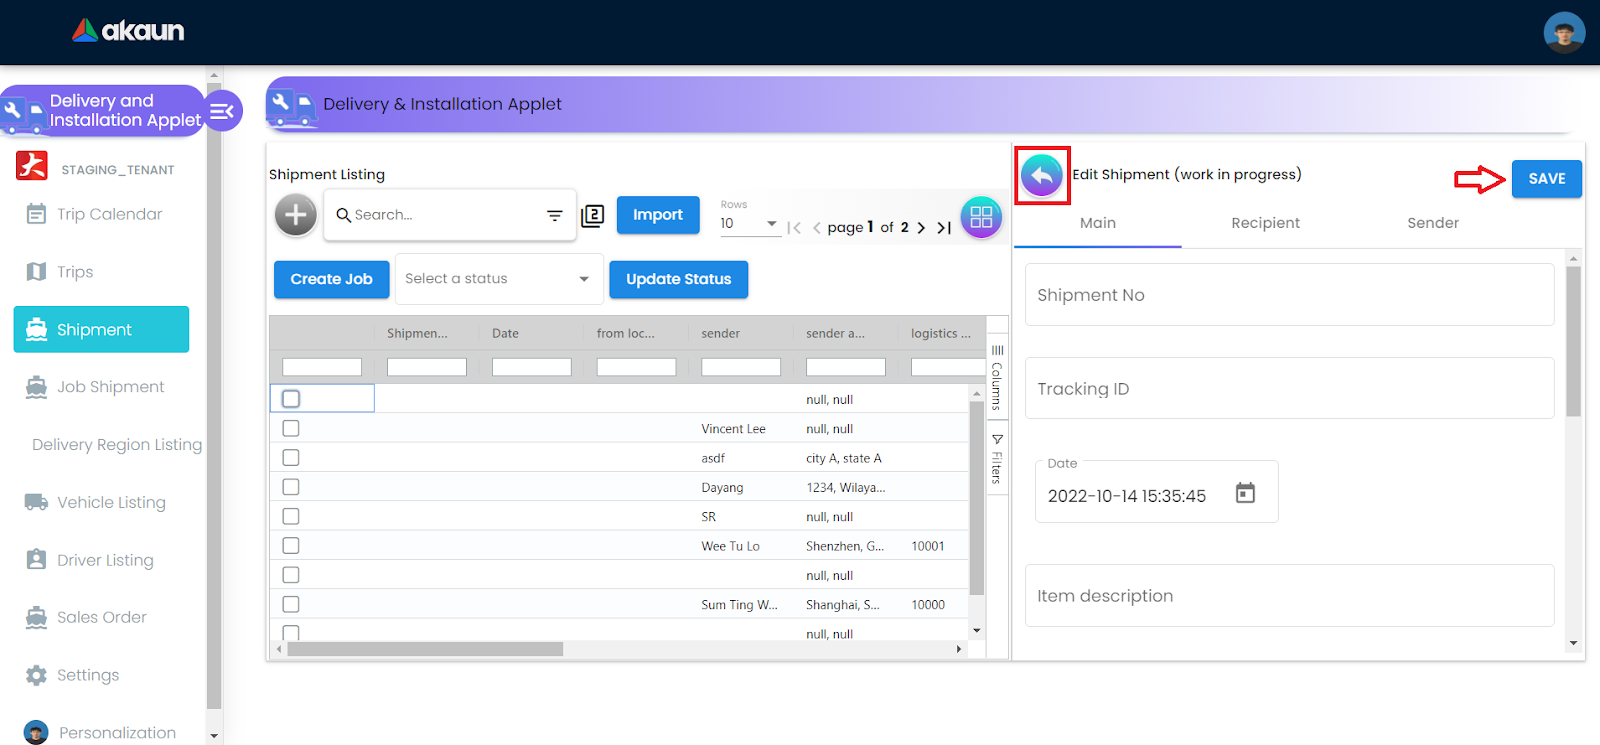 akaun
Delivery and
Installation Applet
STAGING_TENANT
Trip Calendar
Trips
Shipment
Job Shipment
Delivery Region Listing
Vehicle Listing
Driver Listing
Sales Order
Settings
Personalization
Delivery & Installation Applet
Shipment Listing
Search...
2
Import
Rows
10
page 1 of 2
Create Job
Select a status
Update Status
Shipmen... Date from loc... sender sender a... logistics ...
null, null
Vincent Lee null, null
asdf city A, state A
Dayang 1234, Wilaya...
SR null, null
Wee Tu Lo Shenzhen, G... 10001
null, null
Sum Ting W... Shanghai, S... 10000
null, null
Columns
Filters
Edit Shipment (work in progress)
SAVE
Main Recipient Sender
Shipment No
Tracking ID
Date
2022-10-14 15:35:45
Item description